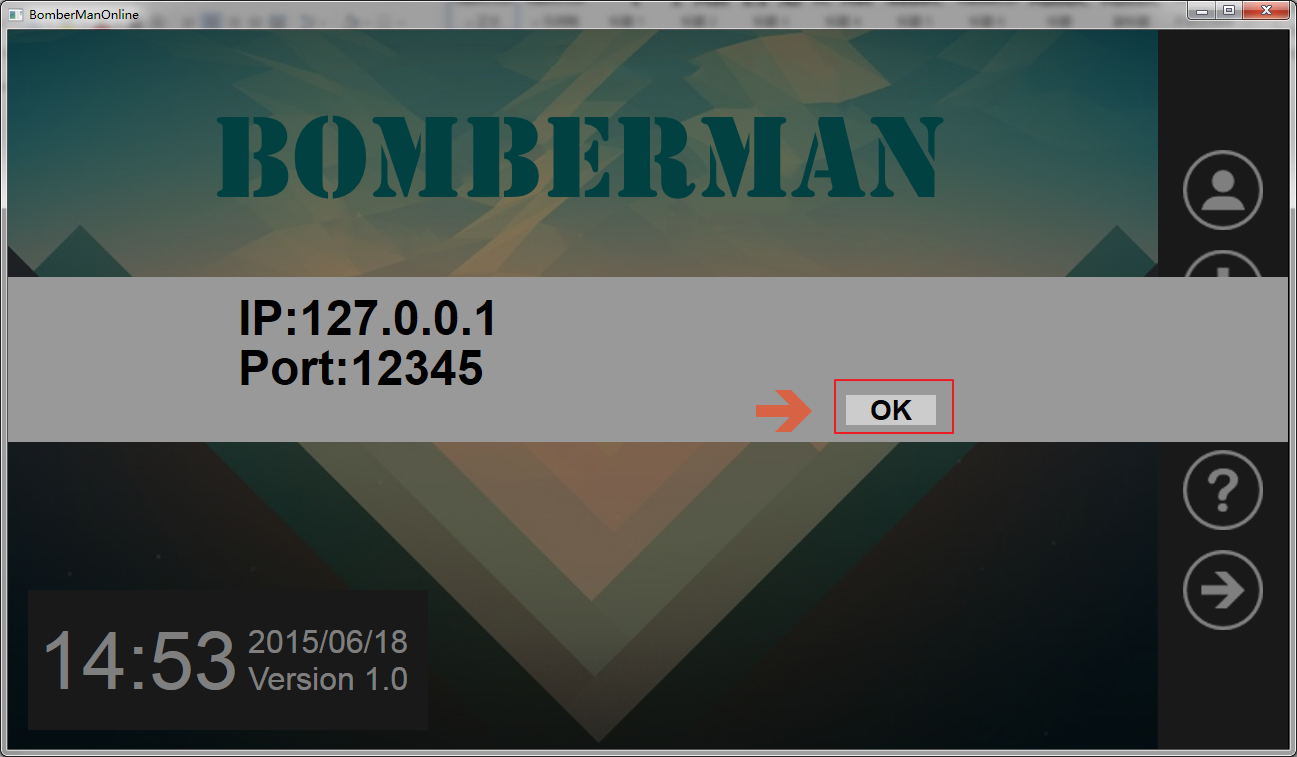 BomberManOnline
BOMBERMAN
IP:127.0.0.1
Port:12345
OK
14:53
2015/06/18
Version 1.0